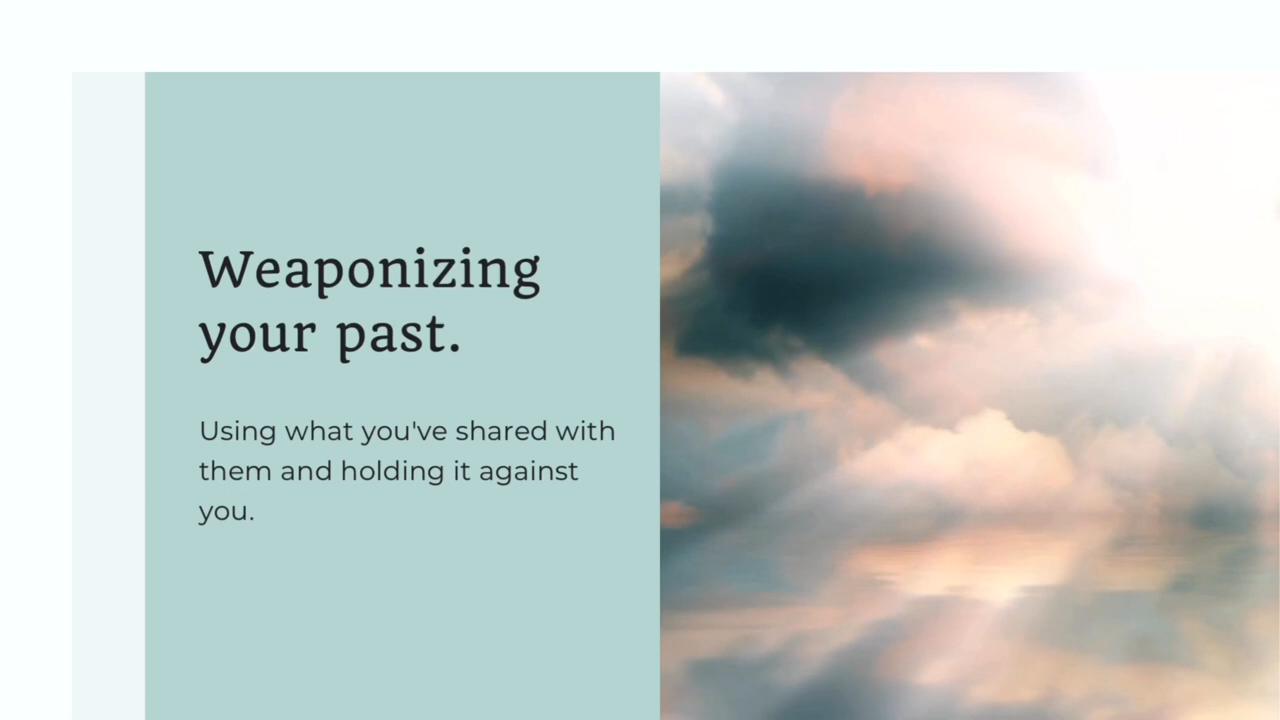 Weaponizing
your past.
Using what you've shared with
them and holding it against
you.